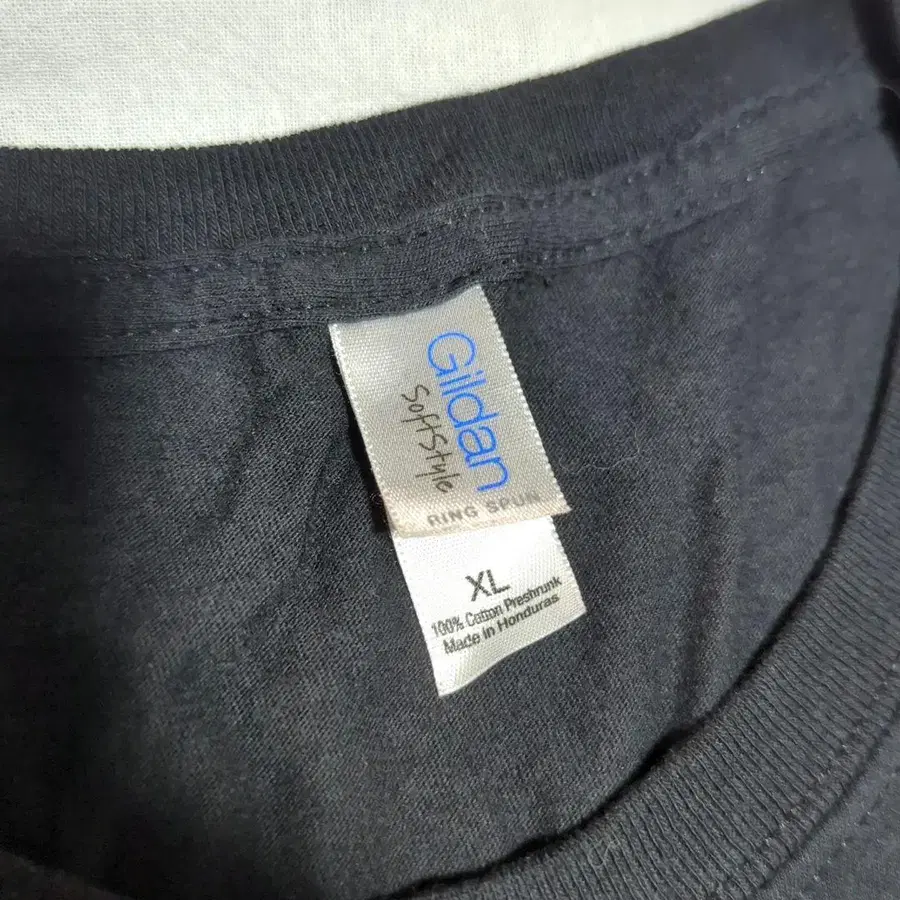 Gildan
SoftStyle
RING SPUN
XL
100% Cotton Preshrunk
Made in Honduras